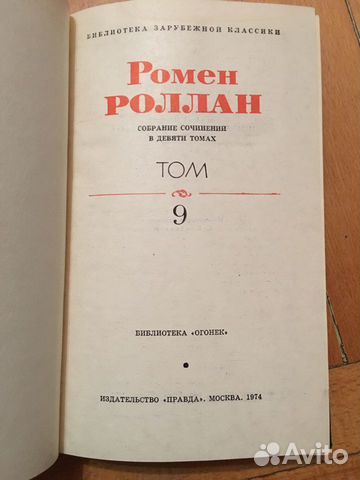 БИБЛИОТЕКА ЗАРУБЕЖНОЙ КЛАССИКИ
Ромен
РОЛЛАН
СОБРАНИЕ СОЧИНЕНИЙ
В ДЕВЯТИ ТОМАХ
ТОМ
9
БИБЛИОТЕКА «ОГОНЕК»
ИЗДАТЕЛЬСТВО «ПРАВДА». МОСКВА. 1974
Avito